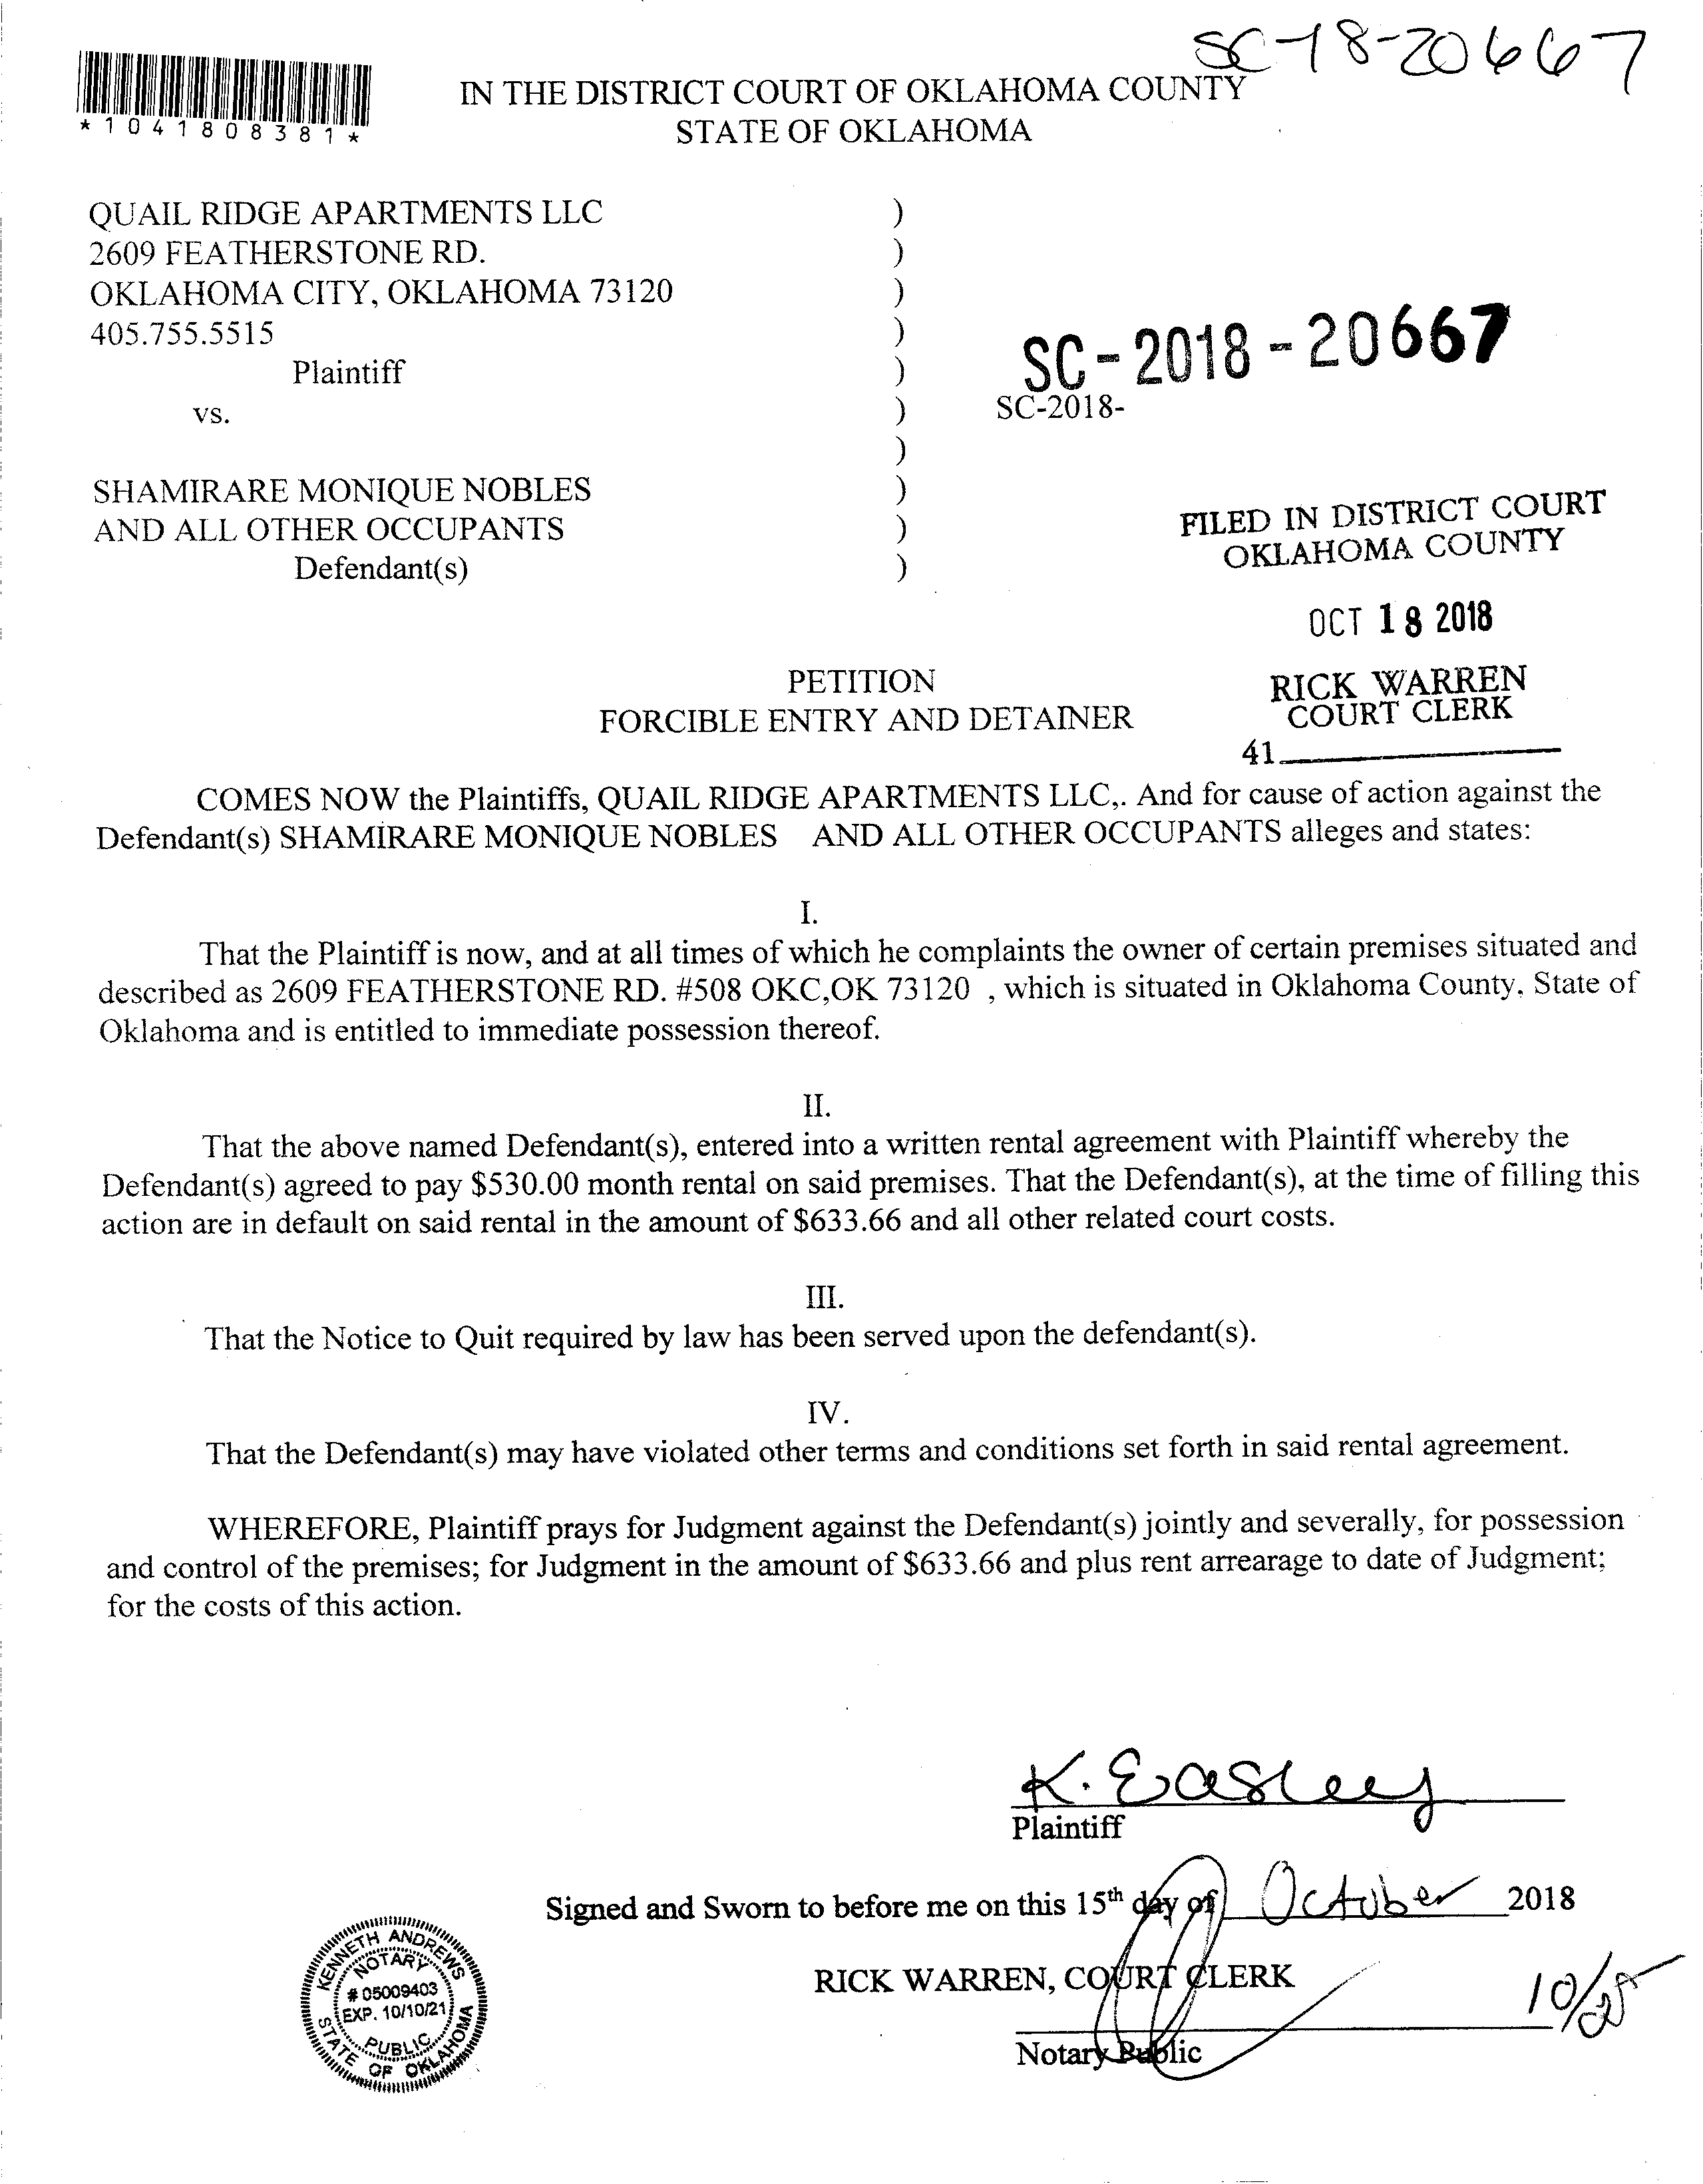 SC-18-20667
*1041808381*
IN THE DISTRICT COURT OF OKLAHOMA COUNTY
STATE OF OKLAHOMA
QUAIL RIDGE APARTMENTS LLC )
2609 FEATHERSTONE RD. )
OKLAHOMA CITY, OKLAHOMA 73120 )
405.755.5515 )
Plaintiff )
SC-2018-20667
vs. ) SC-2018-
)
SHAMIRARE MONIQUE NOBLES )
AND ALL OTHER OCCUPANTS )
Defendant(s) )
FILED IN DISTRICT COURT
OKLAHOMA COUNTY
OCT 18 2018
RICK WARREN
COURT CLERK
41
PETITION
FORCIBLE ENTRY AND DETAINER
COMES NOW the Plaintiffs, QUAIL RIDGE APARTMENTS LLC,. And for cause of action against the
Defendant(s) SHAMIRARE MONIQUE NOBLES AND ALL OTHER OCCUPANTS alleges and states:
I.
That the Plaintiff is now, and at all times of which he complaints the owner of certain premises situated and
described as 2609 FEATHERSTONE RD. #508 OKC,OK 73120 , which is situated in Oklahoma County, State of
Oklahoma and is entitled to immediate possession thereof.
II.
That the above named Defendant(s), entered into a written rental agreement with Plaintiff whereby the
Defendant(s) agreed to pay $530.00 month rental on said premises. That the Defendant(s), at the time of filling this
action are in default on said rental in the amount of $633.66 and all other related court costs.
III.
That the Notice to Quit required by law has been served upon the defendant(s).
IV.
That the Defendant(s) may have violated other terms and conditions set forth in said rental agreement.
WHEREFORE, Plaintiff prays for Judgment against the Defendant(s) jointly and severally, for possession
and control of the premises; for Judgment in the amount of $633.66 and plus rent arrearage to date of Judgment;
for the costs of this action.
K. Easley
Plaintiff
Signed and Sworn to before me on this 15th day of October 2018
RICK WARREN, COURT CLERK
10/25
Notary Public
KENNETH ANDREWS
NOTARY
# 05009403
EXP. 10/10/21
PUBLIC
STATE OF OKLAHOMA